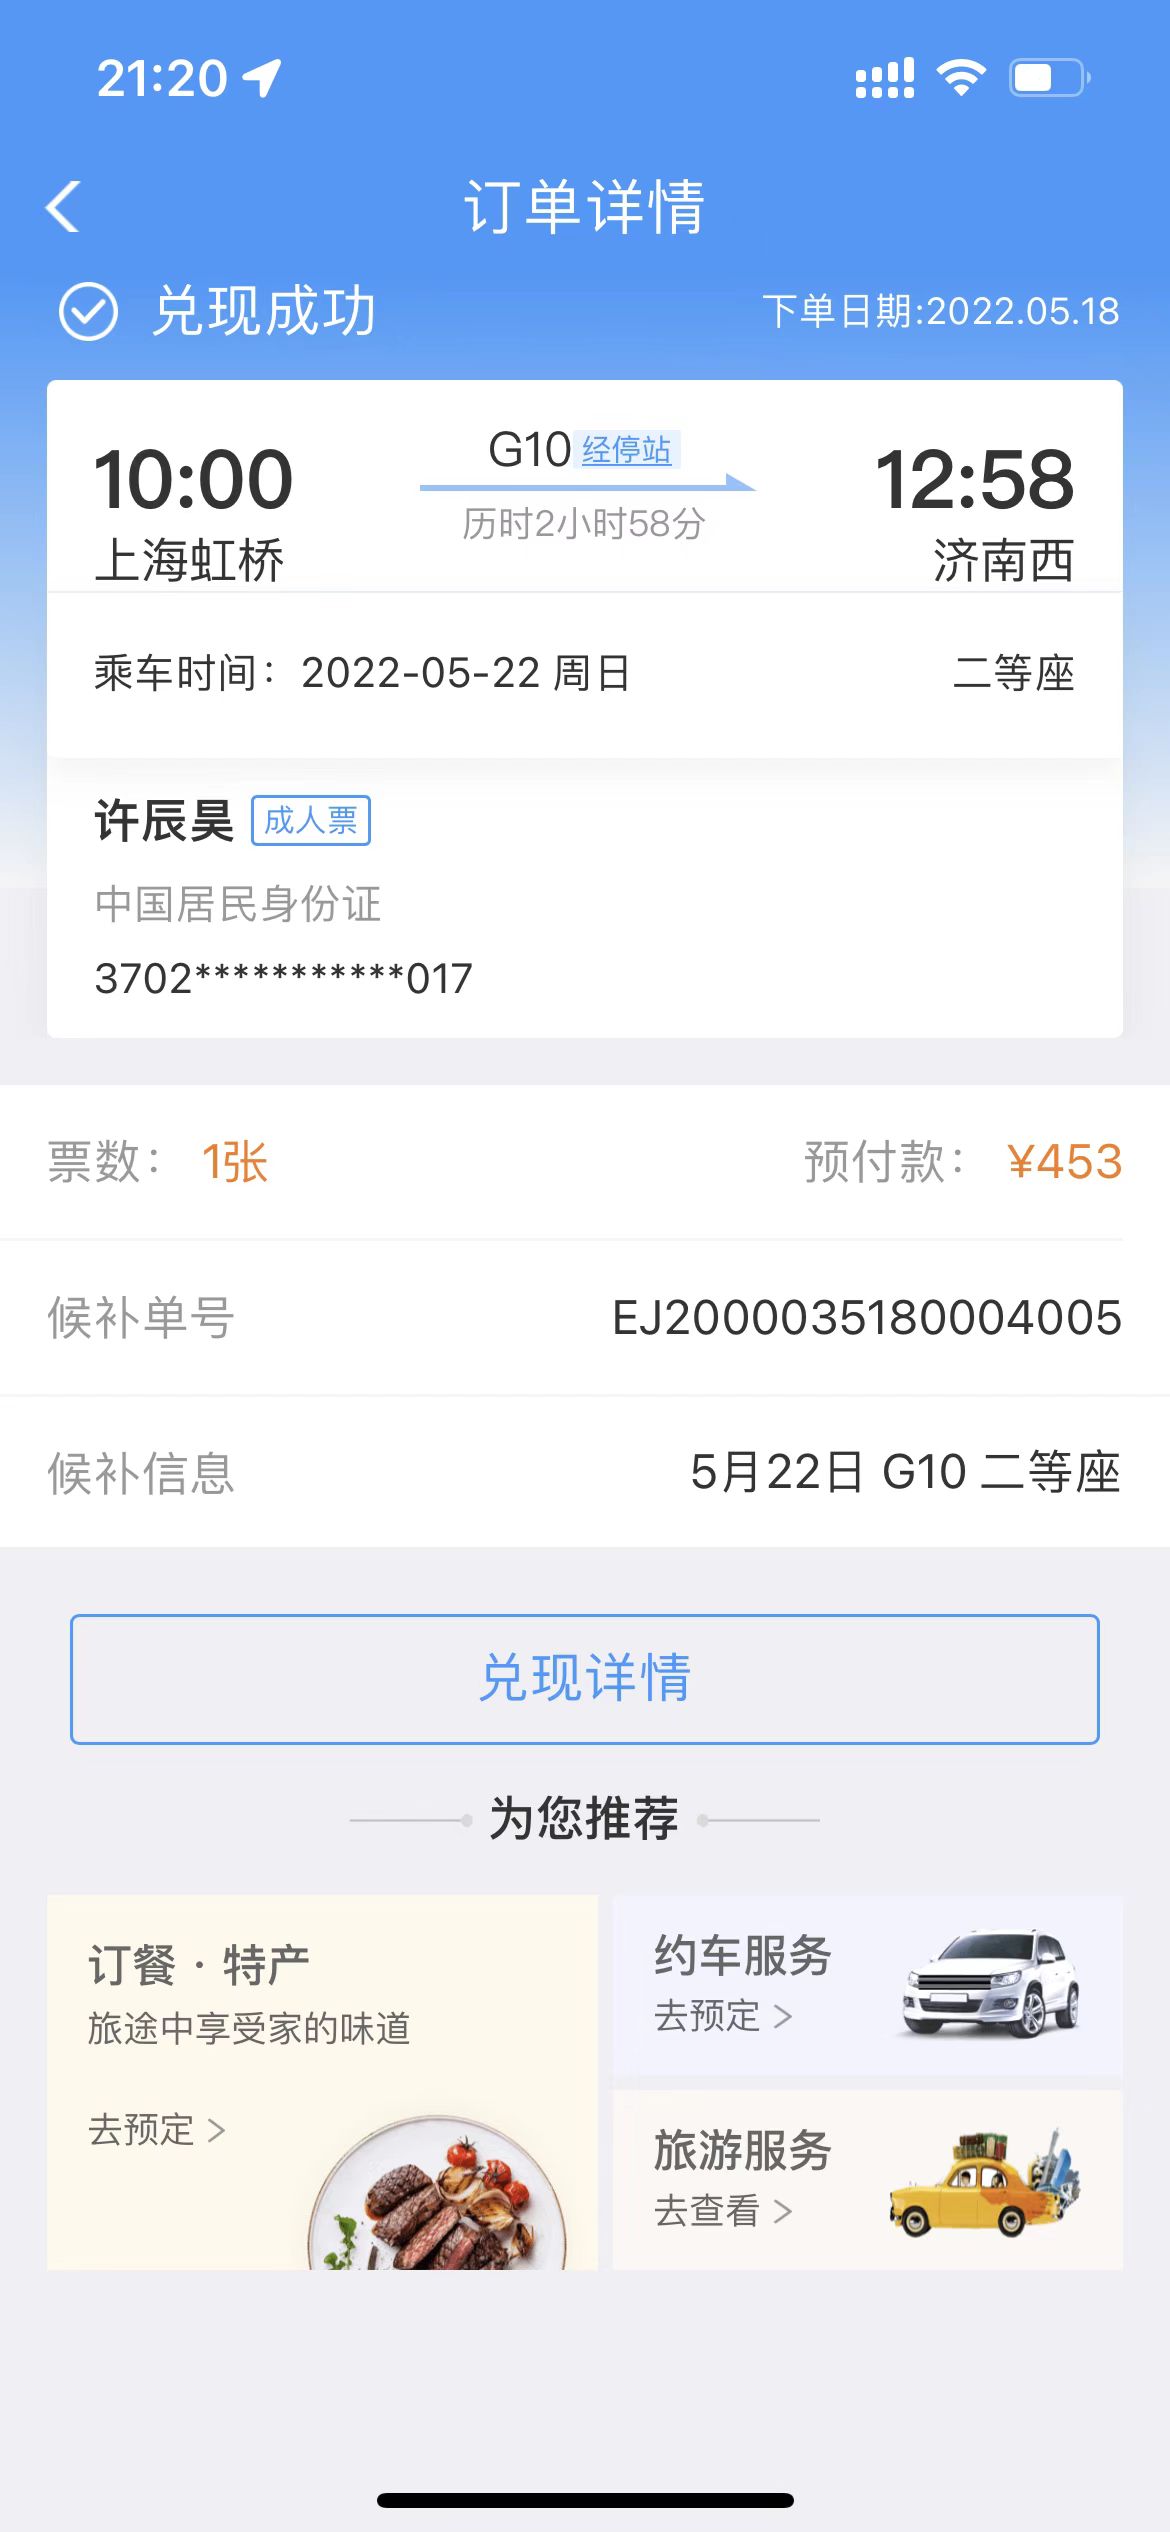 21:20
订单详情
兑现成功
下单日期:2022.05.18
10:00
G10 经停站
12:58
上海虹桥
历时2小时58分
济南西
乘车时间：2022-05-22 周日
二等座
许辰昊 成人票
中国居民身份证
3702***********017
票数： 1张
预付款： ¥453
候补单号
EJ2000035180004005
候补信息
5月22日 G10 二等座
兑现详情
为您推荐
订餐 · 特产
旅途中享受家的味道
去预定 >
约车服务
去预定 >
旅游服务
去查看 >